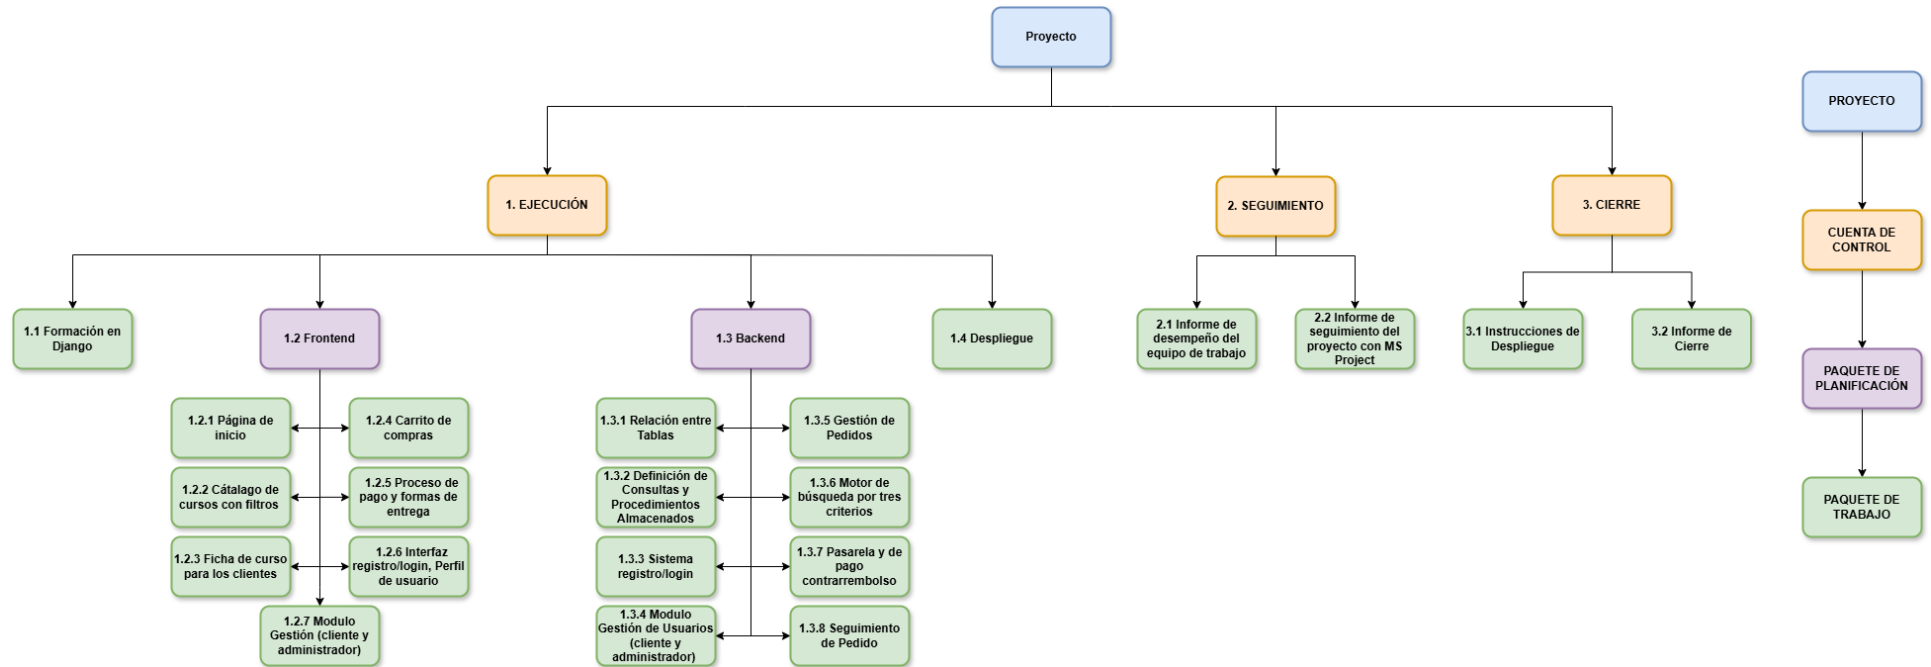 Proyecto
1. EJECUCIÓN
2. SEGUIMIENTO
3. CIERRE
1.1 Formación en
Django
1.2 Frontend
1.3 Backend
1.4 Despliegue
2.1 Informe de
desempeño del
equipo de trabajo
2.2 Informe de
seguimiento del
proyecto con MS
Project
3.1 Instrucciones de
Despliegue
3.2 Informe de
Cierre
1.2.1 Página de
inicio
1.2.4 Carrito de
compras
1.2.2 Cátalago de
cursos con filtros
1.2.5 Proceso de
pago y formas de
entrega
1.2.3 Ficha de curso
para los clientes
1.2.6 Interfaz
registro/login, Perfil
de usuario
1.2.7 Modulo
Gestión (cliente y
administrador)
1.3.1 Relación entre
Tablas
1.3.5 Gestión de
Pedidos
1.3.2 Definición de
Consultas y
Procedimientos
Almacenados
1.3.6 Motor de
búsqueda por tres
criterios
1.3.3 Sistema
registro/login
1.3.7 Pasarela y de
pago
contrarrembolso
1.3.4 Modulo
Gestión de Usuarios
(cliente y
administrador)
1.3.8 Seguimiento
de Pedido
PROYECTO
CUENTA DE
CONTROL
PAQUETE DE
PLANIFICACIÓN
PAQUETE DE
TRABAJO